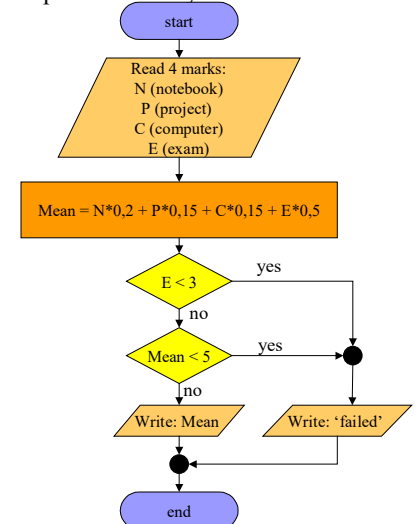 start
Read 4 marks:
N (notebook)
P (project)
C (computer)
E (exam)
Mean = N*0,2 + P*0,15 + C*0,15 + E*0,5
E < 3
yes
no
Mean < 5
yes
no
Write: Mean
Write: ‘failed’
end